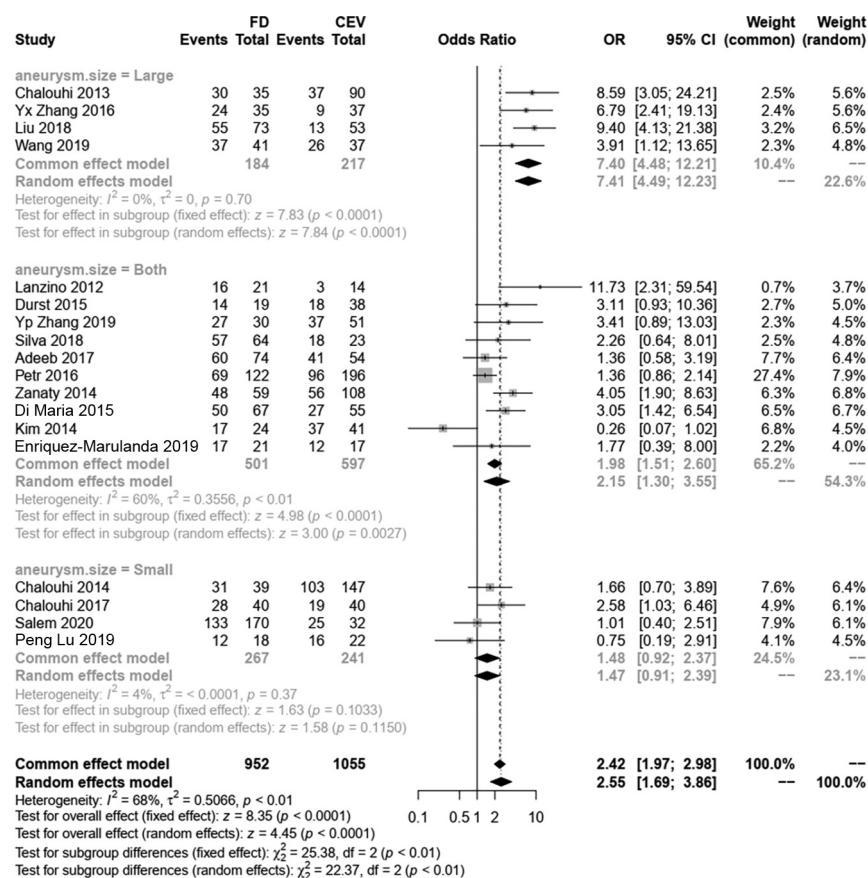 FD CEV Weight Weight
Study Events Total Events Total Odds Ratio OR 95% CI (common) (random)
aneurysm.size = Large
Chalouhi 2013 30 35 37 90 8.59 [3.05; 24.21] 2.5% 5.6%
Yx Zhang 2016 24 35 9 37 6.79 [2.41; 19.13] 2.4% 5.6%
Liu 2018 55 73 13 53 9.40 [4.13; 21.38] 3.2% 6.5%
Wang 2019 37 41 26 37 3.91 [1.12; 13.65] 2.3% 4.8%
Common effect model 184 217 7.40 [4.48; 12.21] 10.4% −−
Random effects model 7.41 [4.49; 12.23] −− 22.6%
Heterogeneity: I² = 0%, τ² = 0, p = 0.70
Test for effect in subgroup (fixed effect): z = 7.83 (p < 0.0001)
Test for effect in subgroup (random effects): z = 7.84 (p < 0.0001)
aneurysm.size = Both
Lanzino 2012 16 21 3 14 11.73 [2.31; 59.54] 0.7% 3.7%
Durst 2015 14 19 18 38 3.11 [0.93; 10.36] 2.7% 5.0%
Yp Zhang 2019 27 30 37 51 3.41 [0.89; 13.03] 2.3% 4.5%
Silva 2018 57 64 18 23 2.26 [0.64; 8.01] 2.5% 4.8%
Adeeb 2017 60 74 41 54 1.36 [0.58; 3.19] 7.7% 6.4%
Petr 2016 69 122 96 196 1.36 [0.86; 2.14] 27.4% 7.9%
Zanaty 2014 48 59 56 108 4.05 [1.90; 8.63] 6.3% 6.8%
Di Maria 2015 50 67 27 55 3.05 [1.42; 6.54] 6.5% 6.7%
Kim 2014 17 24 37 41 0.26 [0.07; 1.02] 6.8% 4.5%
Enriquez-Marulanda 2019 17 21 12 17 1.77 [0.39; 8.00] 2.2% 4.0%
Common effect model 501 597 1.98 [1.51; 2.60] 65.2% −−
Random effects model 2.15 [1.30; 3.55] −− 54.3%
Heterogeneity: I² = 60%, τ² = 0.3556, p < 0.01
Test for effect in subgroup (fixed effect): z = 4.98 (p < 0.0001)
Test for effect in subgroup (random effects): z = 3.00 (p = 0.0027)
aneurysm.size = Small
Chalouhi 2014 31 39 103 147 1.66 [0.70; 3.89] 7.6% 6.4%
Chalouhi 2017 28 40 19 40 2.58 [1.03; 6.46] 4.9% 6.1%
Salem 2020 133 170 25 32 1.01 [0.40; 2.51] 7.9% 6.1%
Peng Lu 2019 12 18 16 22 0.75 [0.19; 2.91] 4.1% 4.5%
Common effect model 267 241 1.48 [0.92; 2.37] 24.5% −−
Random effects model 1.47 [0.91; 2.39] −− 23.1%
Heterogeneity: I² = 4%, τ² = < 0.0001, p = 0.37
Test for effect in subgroup (fixed effect): z = 1.63 (p = 0.1033)
Test for effect in subgroup (random effects): z = 1.58 (p = 0.1150)
Common effect model 952 1055 2.42 [1.97; 2.98] 100.0% −−
Random effects model 2.55 [1.69; 3.86] −− 100.0%
Heterogeneity: I² = 68%, τ² = 0.5066, p < 0.01
0.1 0.5 1 2 10
Test for overall effect (fixed effect): z = 8.35 (p < 0.0001)
Test for overall effect (random effects): z = 4.45 (p < 0.0001)
Test for subgroup differences (fixed effect): χ²₂ = 25.38, df = 2 (p < 0.01)
Test for subgroup differences (random effects): χ²₂ = 22.37, df = 2 (p < 0.01)